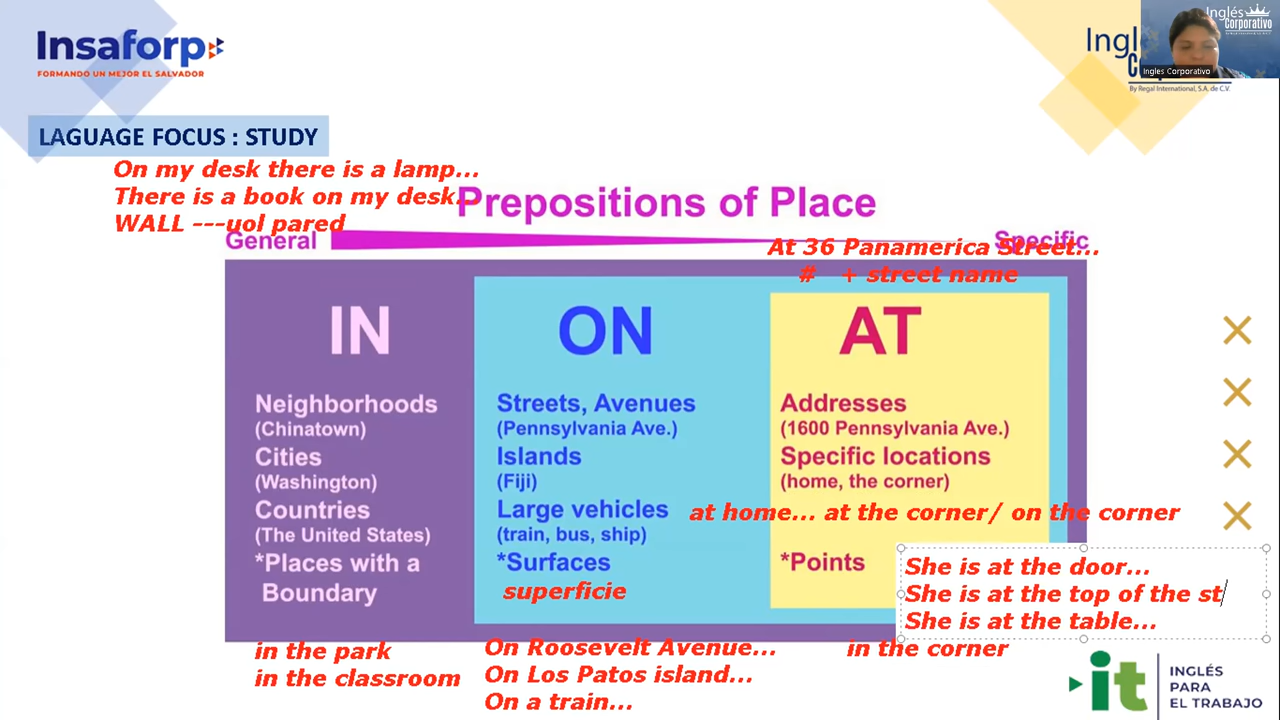 Insaforp
FORMANDO UN MEJOR EL SALVADOR
Inglés
Corporativo
Ingles Corporativo
By Regal International, S.A. de C.V.
LAGUAGE FOCUS : STUDY
On my desk there is a lamp...
There is a book on my desk...
WALL ---uol pared
Prepositions of Place
General
Specific
At 36 Panamerica Street...
# + street name
IN
Neighborhoods
(Chinatown)
Cities
(Washington)
Countries
(The United States)
*Places with a
Boundary
in the park
in the classroom
ON
Streets, Avenues
(Pennsylvania Ave.)
Islands
(Fiji)
Large vehicles
(train, bus, ship)
*Surfaces
superficie
On Roosevelt Avenue...
On Los Patos island...
On a train...
AT
Addresses
(1600 Pennsylvania Ave.)
Specific locations
(home, the corner)
at home... at the corner/ on the corner
*Points
She is at the door...
She is at the top of the st
She is at the table...
in the corner
it
INGLÉS
PARA
EL TRABAJO